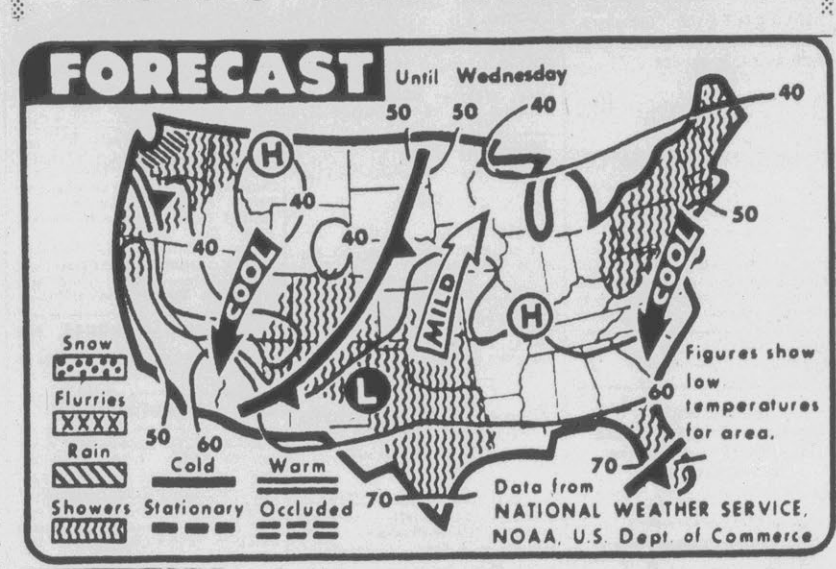 FORECAST
Until Wednesday
50 50 40 40
H
40
40 40
50
COOL
MILD
COOL
H
L
Snow
Flurries
Rain
Showers
50 60
Cold Warm
Stationary Occluded
60
70
70
Figures show
low
temperatures
for area.
Data from
NATIONAL WEATHER SERVICE,
NOAA, U.S. Dept. of Commerce